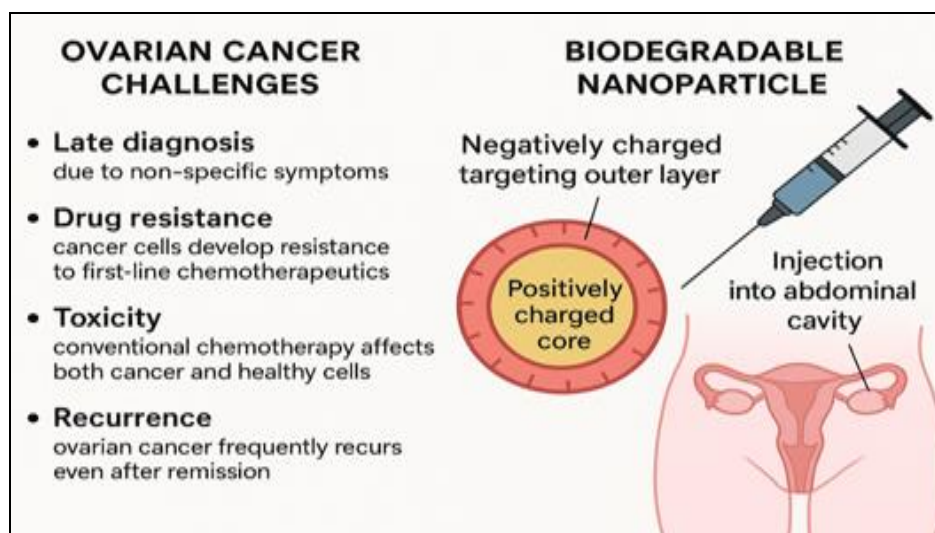 OVARIAN CANCER
CHALLENGES
• Late diagnosis
due to non-specific symptoms
• Drug resistance
cancer cells develop resistance
to first-line chemotherapeutics
• Toxicity
conventional chemotherapy affects
both cancer and healthy cells
• Recurrence
ovarian cancer frequently recurs
even after remission
BIODEGRADABLE
NANOPARTICLE
Negatively charged
targeting outer layer
Positively
charged
core
Injection
into abdominal
cavity